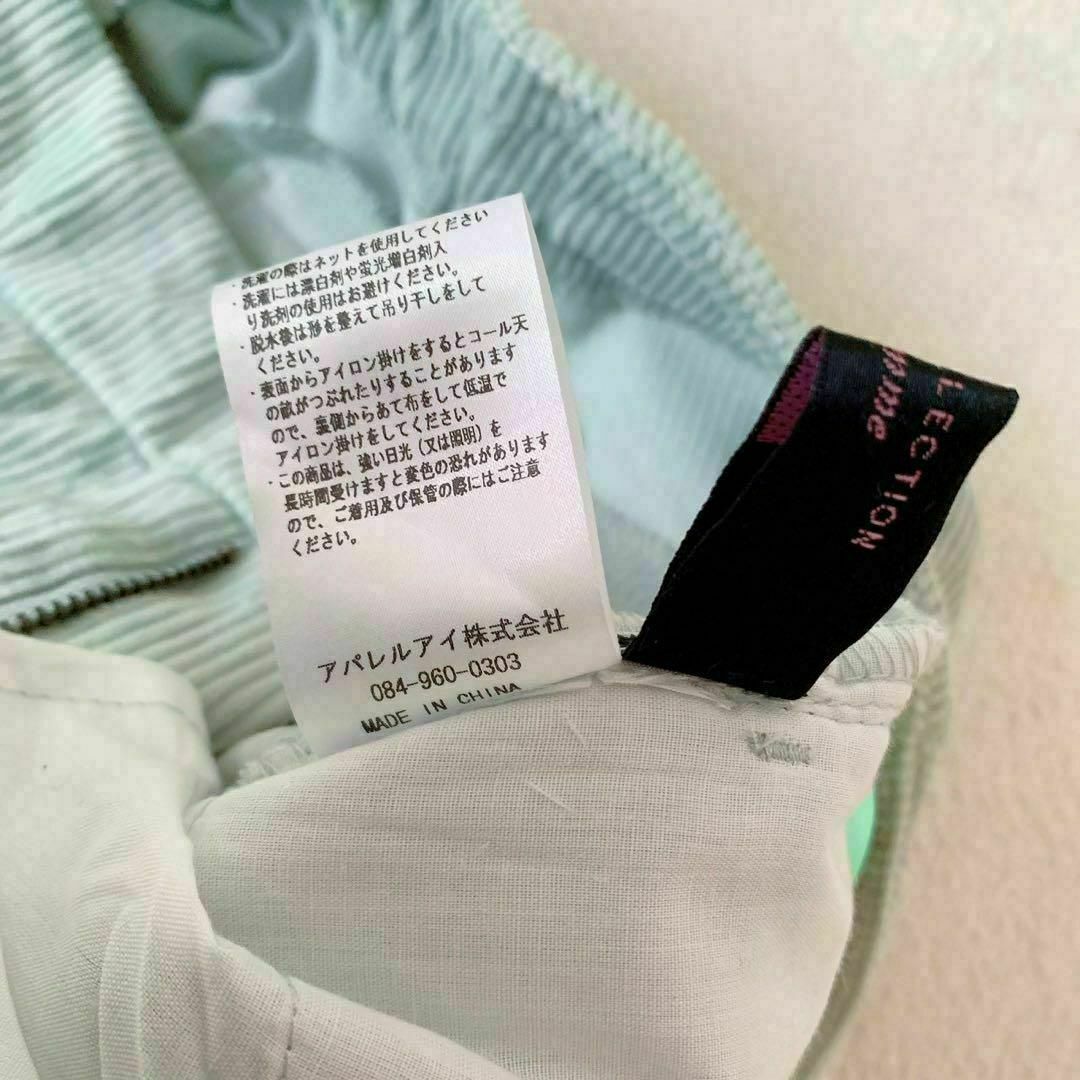 ・洗濯の際はネットを使用してください
・洗濯には漂白剤や蛍光増白剤入
り洗剤の使用はお避けください。
・脱水後は形を整えて吊り干しをして
ください。
・表面からアイロン掛けをするとコール天
の畝がつぶれたりすることがあります
ので、裏側からあて布をして低温で
アイロン掛けをしてください。
・この商品は、強い日光（又は照明）を
長時間受けますと変色の恐れがあります
ので、ご着用及び保管の際にはご注意
ください。
アパレルアイ株式会社
084-960-0303
MADE IN CHINA
LECTION